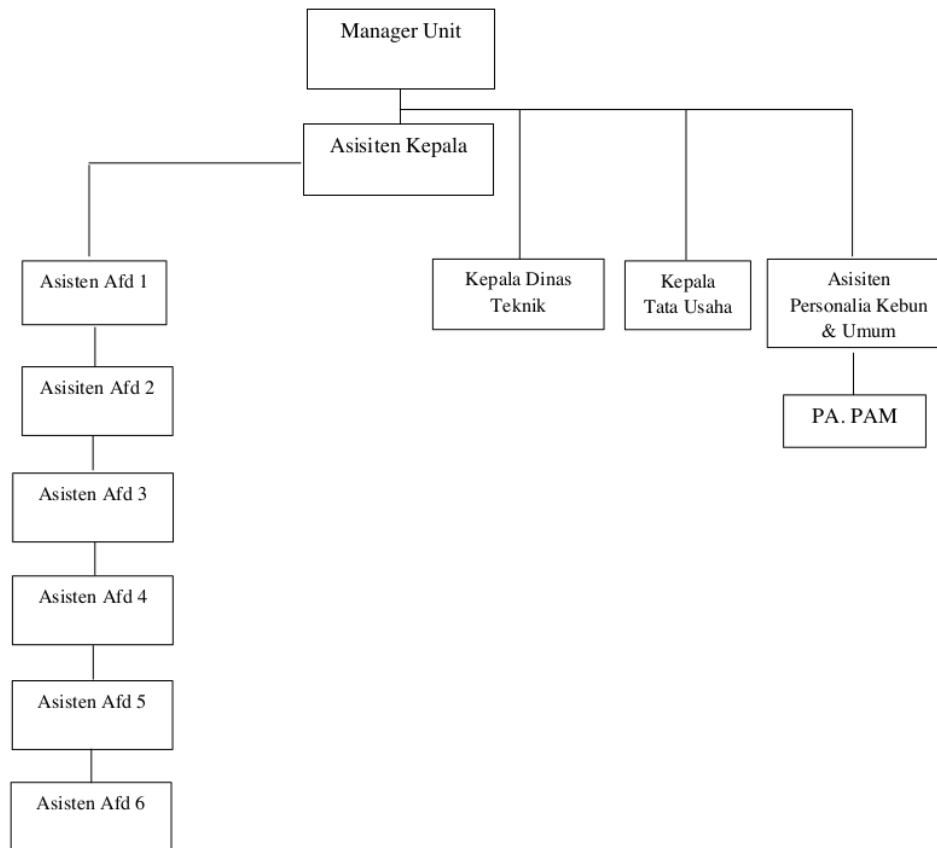 Manager Unit
Asisiten Kepala
Asisten Afd 1
Kepala Dinas
Teknik
Kepala
Tata Usaha
Asisiten
Personalia Kebun
& Umum
Asisiten Afd 2
PA. PAM
Asisten Afd 3
Asisten Afd 4
Asisten Afd 5
Asisten Afd 6